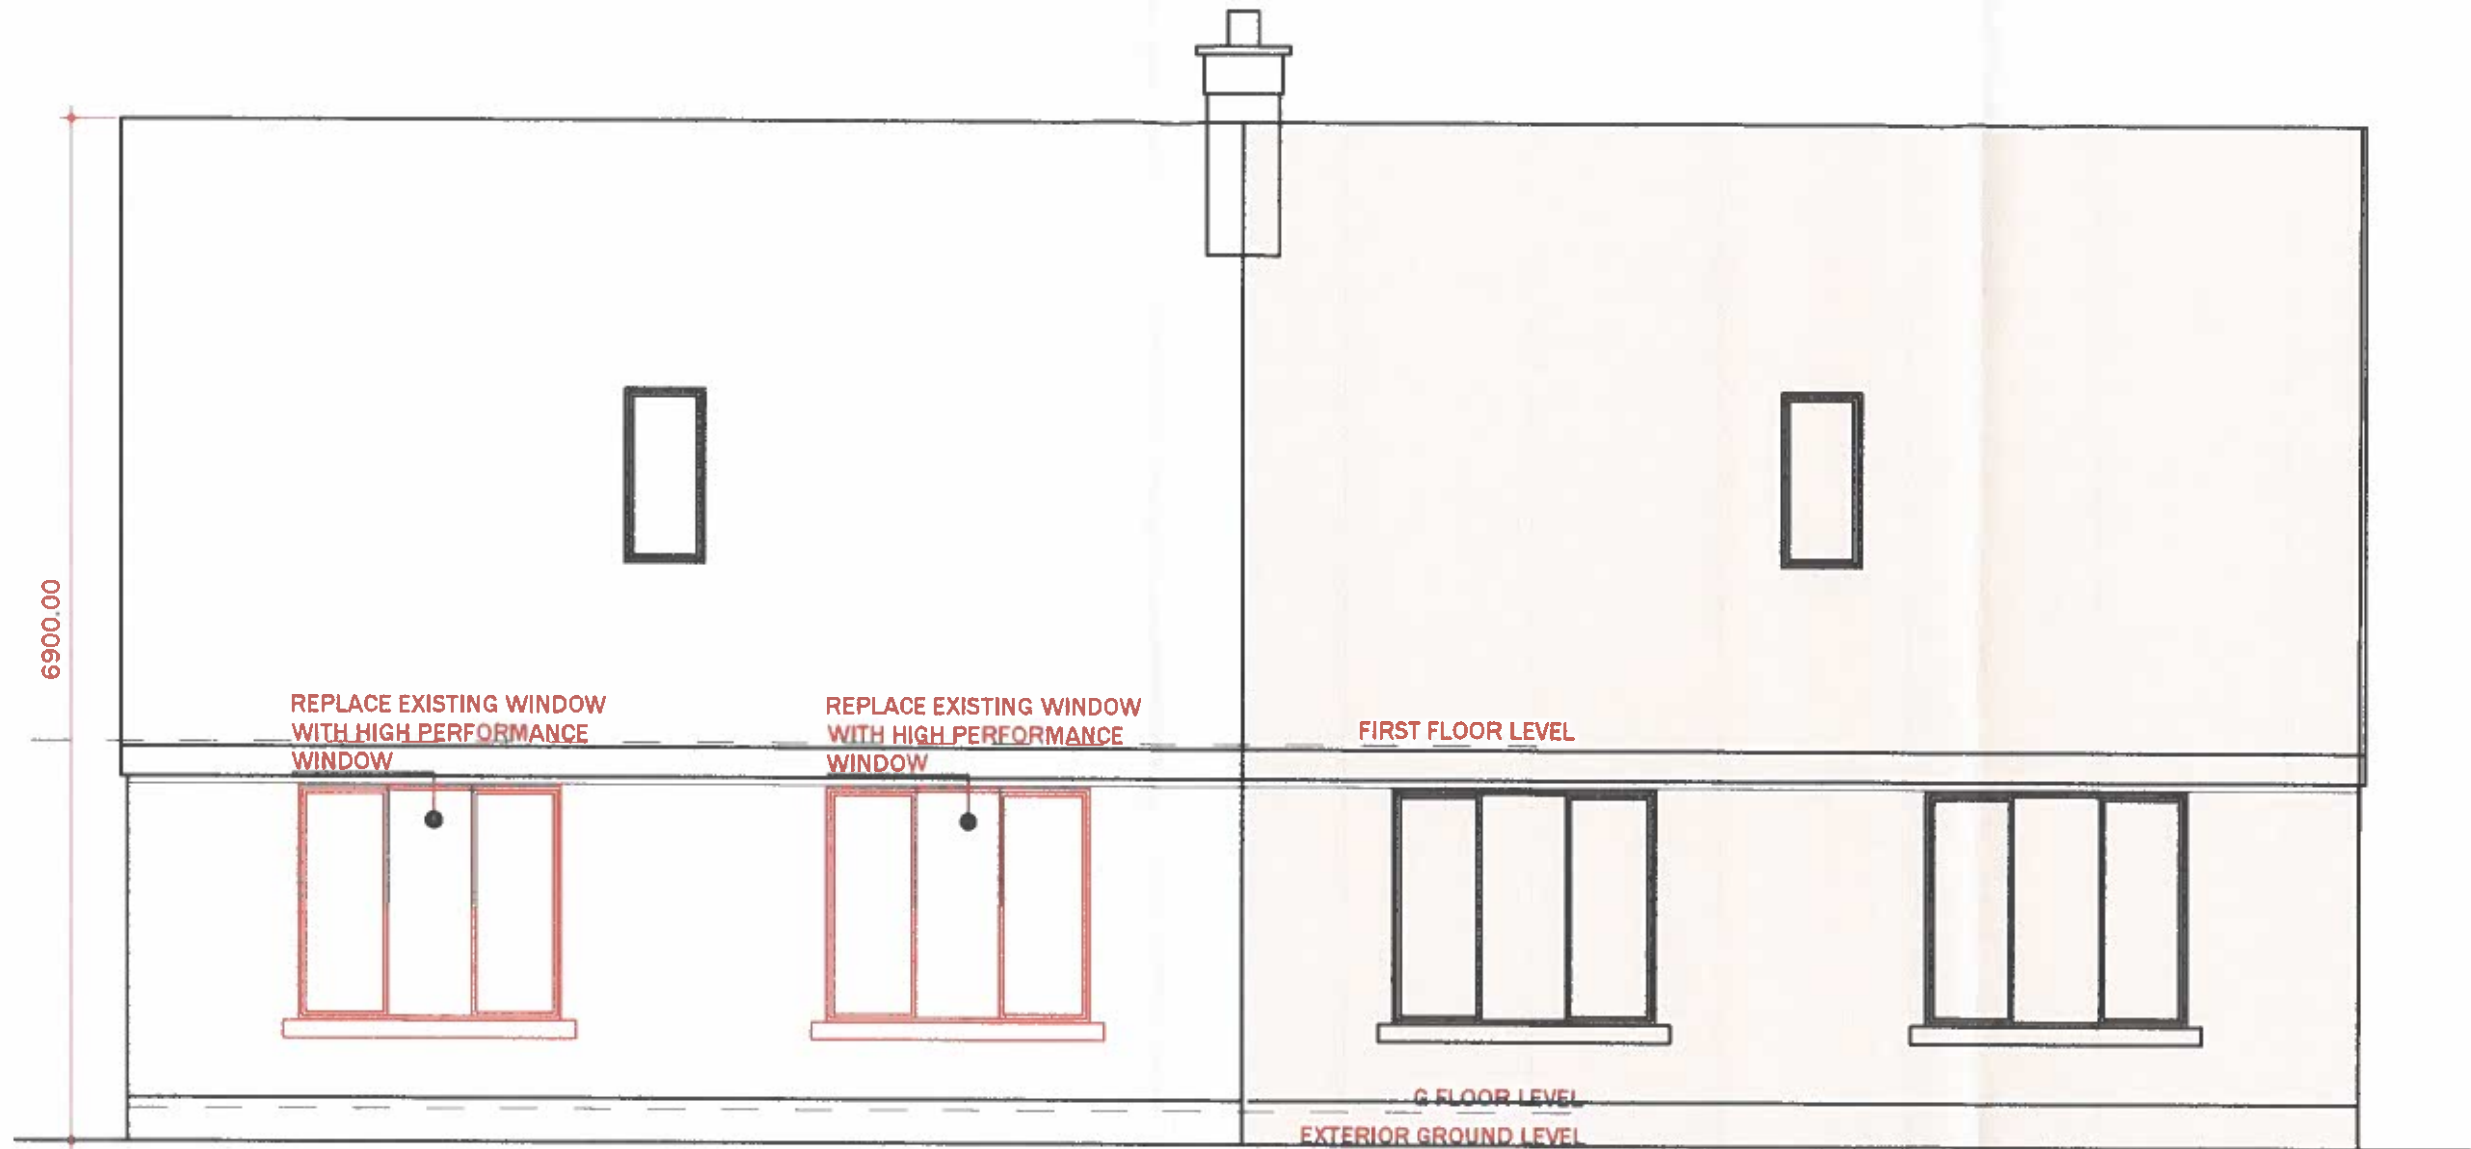 6900.00
REPLACE EXISTING WINDOW
WITH HIGH PERFORMANCE
WINDOW
REPLACE EXISTING WINDOW
WITH HIGH PERFORMANCE
WINDOW
FIRST FLOOR LEVEL
G FLOOR LEVEL
EXTERIOR GROUND LEVEL